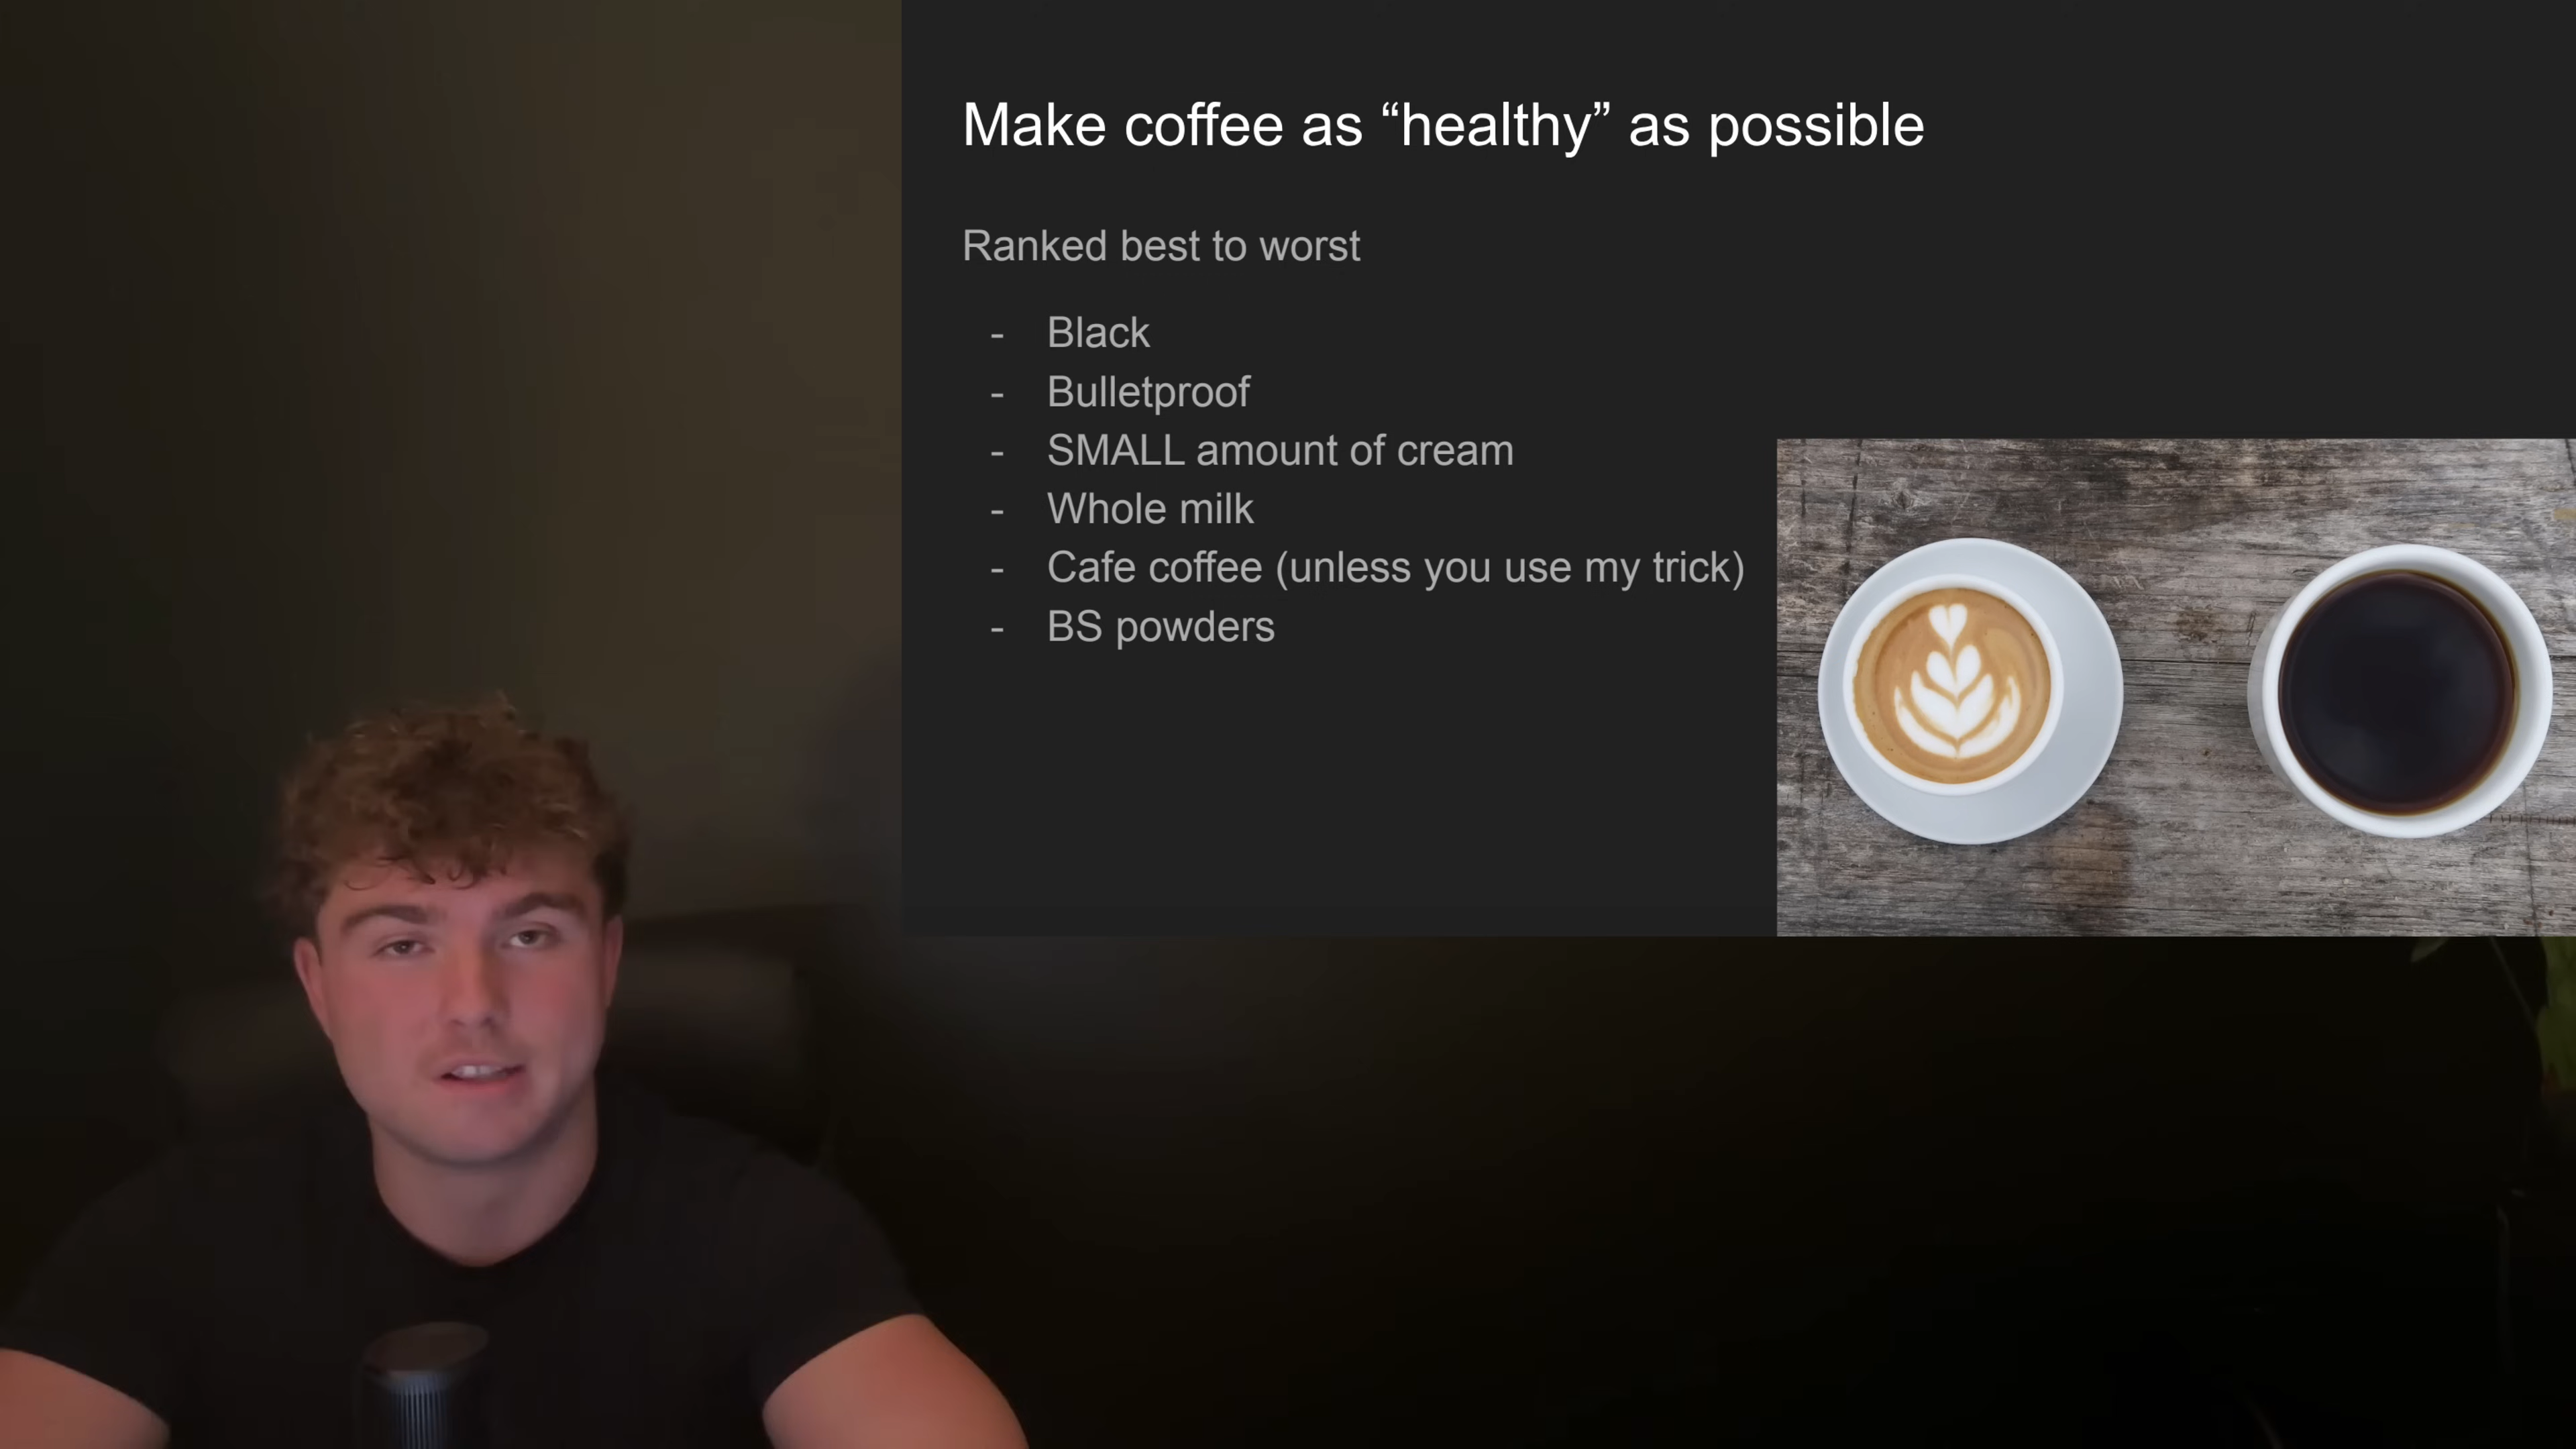 Make coffee as “healthy” as possible
Ranked best to worst
- Black
- Bulletproof
- SMALL amount of cream
- Whole milk
- Cafe coffee (unless you use my trick)
- BS powders